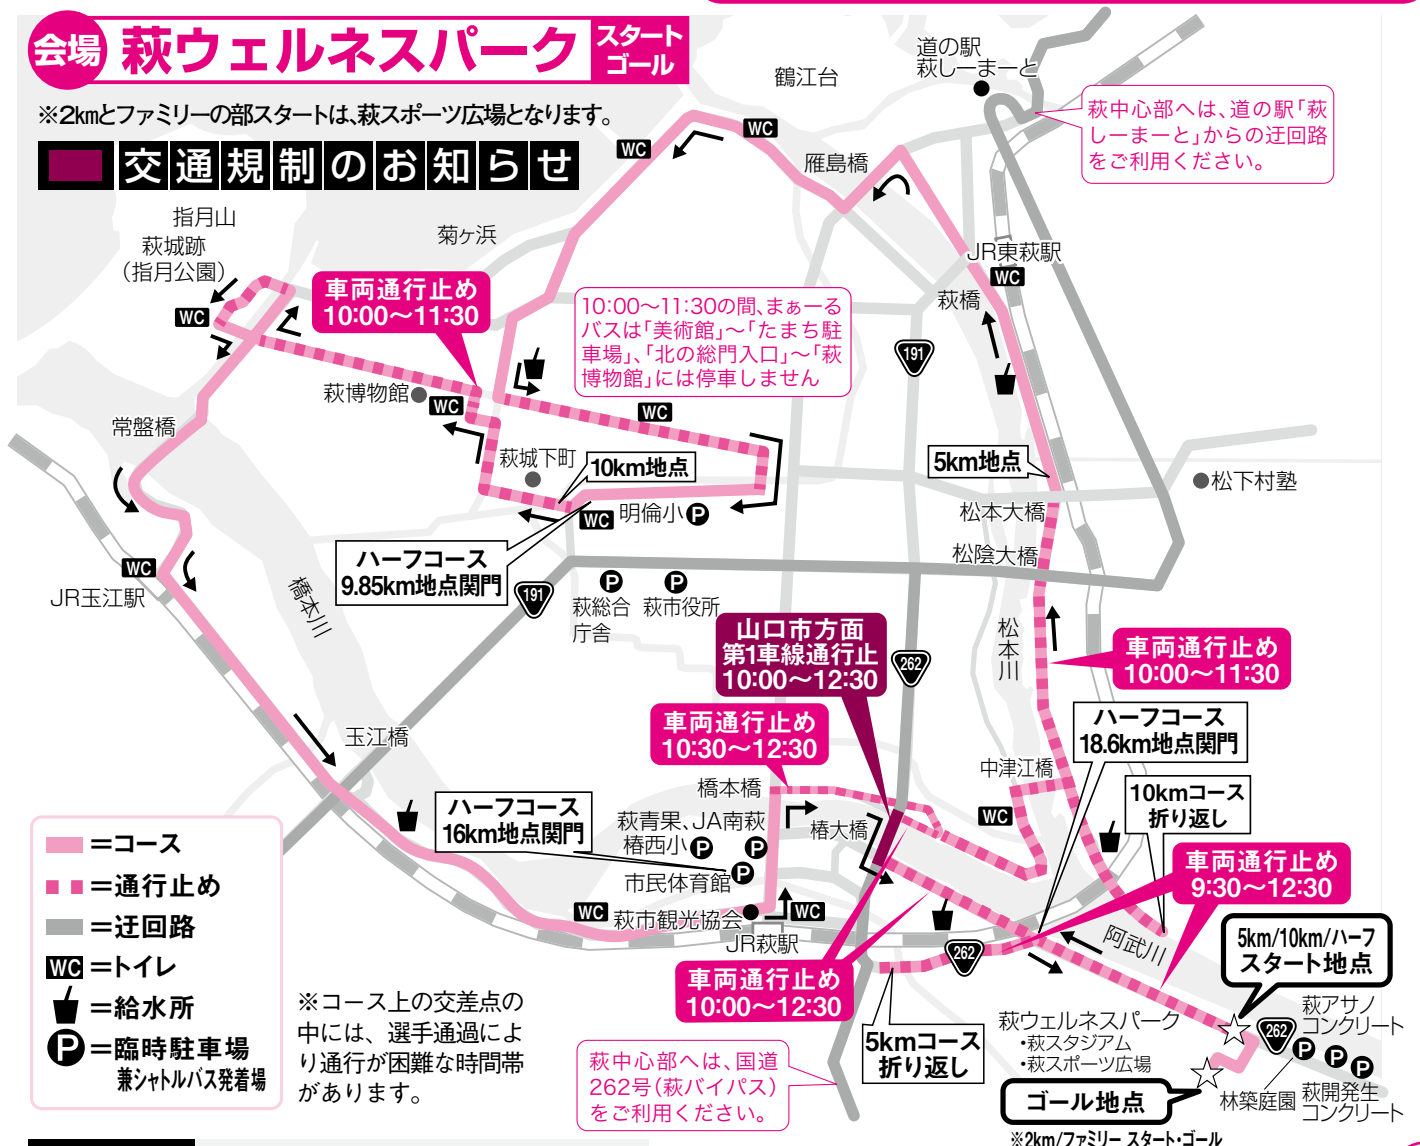 会場 萩ウェルネスパーク スタート
ゴール
※2kmとファミリーの部スタートは、萩スポーツ広場となります。
交通規制のお知らせ
道の駅
萩しーまーと
鶴江台
萩中心部へは、道の駅「萩
しーまーと」からの迂回路
をご利用ください。
WC
WC
雁島橋
指月山
萩城跡
(指月公園)
菊ヶ浜
JR東萩駅
WC
萩橋
車両通行止め
10:00〜11:30
WC
10:00〜11:30の間、まぁーる
バスは「美術館」〜「たまち駐
車場」、「北の総門入口」〜「萩
博物館」には停車しません
191
萩博物館
WC
WC
常盤橋
萩城下町
10km地点
5km地点
松下村塾
WC
明倫小 P
松本大橋
松陰大橋
ハーフコース
9.85km地点関門
WC
JR玉江駅
橋本川
191
P
P
萩総合
庁舎
萩市役所
山口市方面
第1車線通行止
10:00〜12:30
262
松本川
車両通行止め
10:00〜11:30
車両通行止め
10:30〜12:30
ハーフコース
18.6km地点関門
玉江橋
中津江橋
橋本橋
10kmコース
折り返し
ハーフコース
16km地点関門
萩青果、JA南萩
椿西小 P
P
椿大橋
WC
市民体育館 P
車両通行止め
9:30〜12:30
=コース
=通行止め
=迂回路
WC =トイレ
=給水所
P =臨時駐車場
兼シャトルバス発着場
WC
萩市観光協会
WC
JR萩駅
阿武川
262
5km/10km/ハーフ
スタート地点
車両通行止め
10:00〜12:30
※コース上の交差点の
中には、選手通過によ
り通行が困難な時間帯
があります。
5kmコース
折り返し
萩ウェルネスパーク
・萩スタジアム
・萩スポーツ広場
262
萩アサノ
コンクリート
P
P
P
萩中心部へは、国道
262号(萩バイパス)
をご利用ください。
ゴール地点
林築庭園
萩開発生
コンクリート
※2km/ファミリー スタート・ゴール